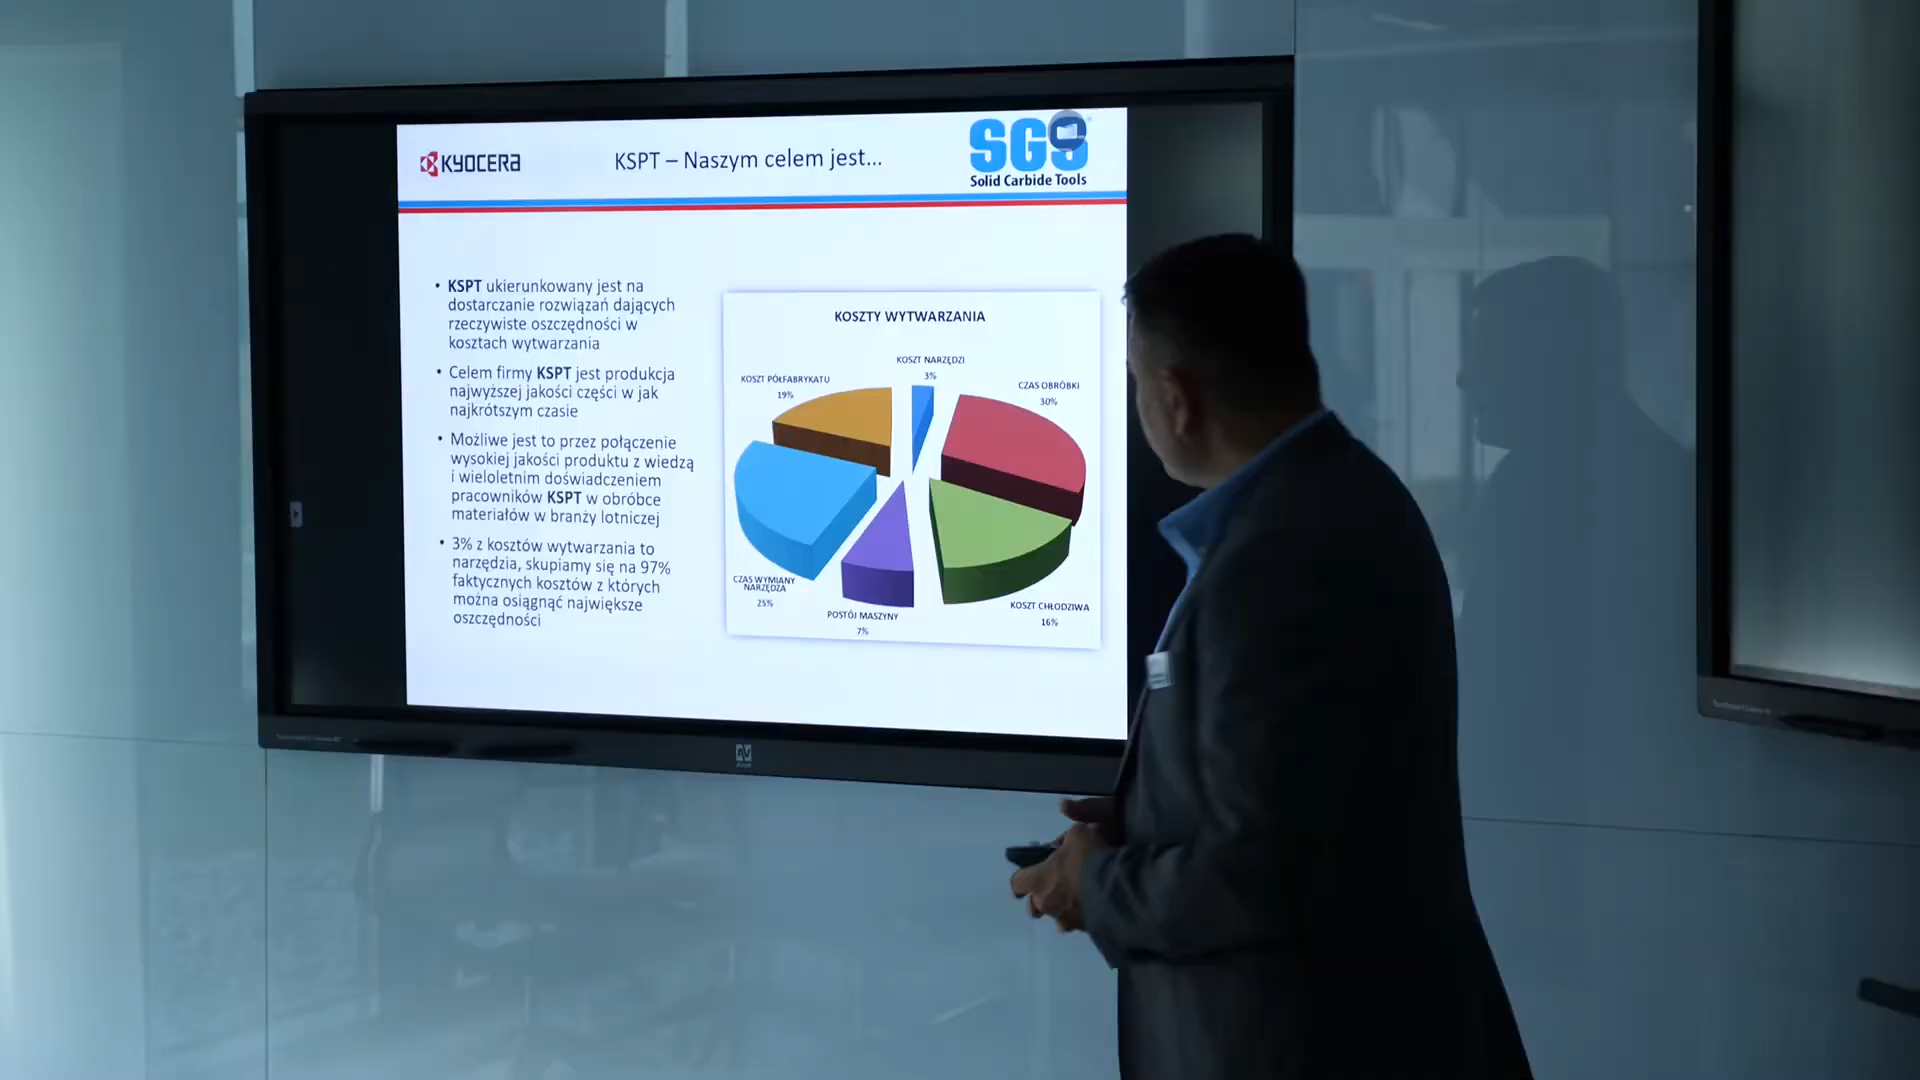 KYOCERA
KSPT – Naszym celem jest...
SGS
Solid Carbide Tools
• KSPT ukierunkowany jest na
dostarczanie rozwiązań dających
rzeczywiste oszczędności w
kosztach wytwarzania
• Celem firmy KSPT jest produkcja
najwyższej jakości części w jak
najkrótszym czasie
• Możliwe jest to przez połączenie
wysokiej jakości produktu z wiedzą
i wieloletnim doświadczeniem
pracowników KSPT w obróbce
materiałów w branży lotniczej
• 3% z kosztów wytwarzania to
narzędzia, skupiamy się na 97%
faktycznych kosztów z których
można osiągnąć największe
oszczędności
KOSZTY WYTWARZANIA
KOSZT NARZĘDZI
3%
CZAS OBRÓBKI
30%
KOSZT CHŁODZIWA
16%
POSTÓJ MASZYNY
7%
CZAS WYMIANY
NARZĘDZA
25%
KOSZT PÓŁFABRYKATU
19%